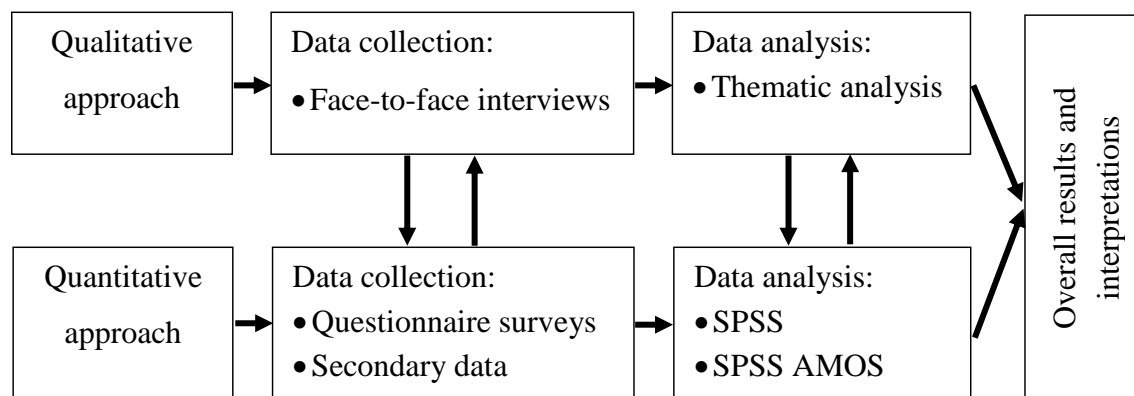 Qualitative
approach
Data collection:
• Face-to-face interviews
Data analysis:
• Thematic analysis
Quantitative
approach
Data collection:
• Questionnaire surveys
• Secondary data
Data analysis:
• SPSS
• SPSS AMOS
Overall results and
interpretations